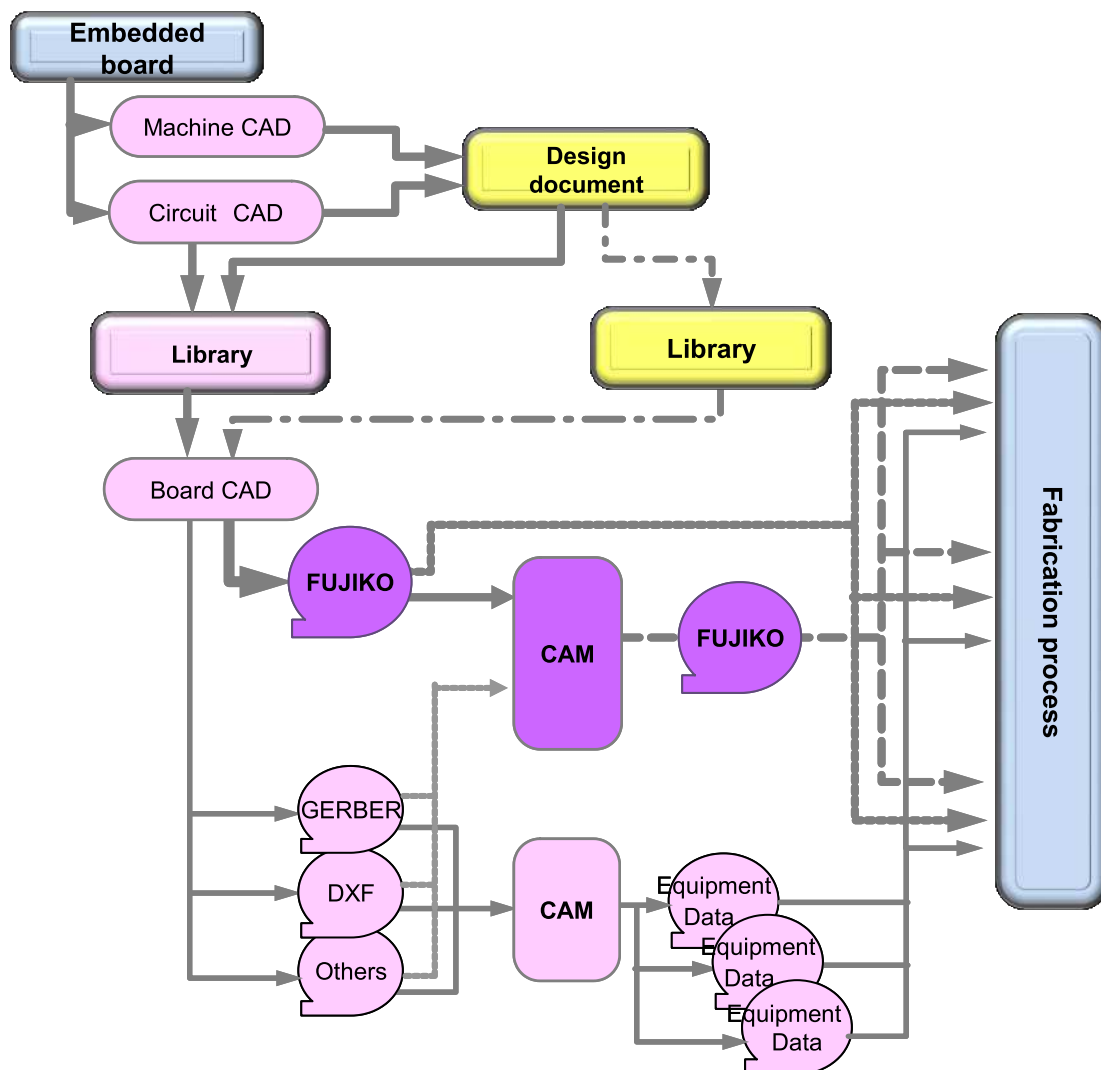 Embedded
board
Machine CAD
Design
document
Circuit CAD
Library
Library
Board CAD
FUJIKO
CAM
FUJIKO
Fabrication process
GERBER
DXF
Others
CAM
Equipment
Data
Equipment
Data
Equipment
Data